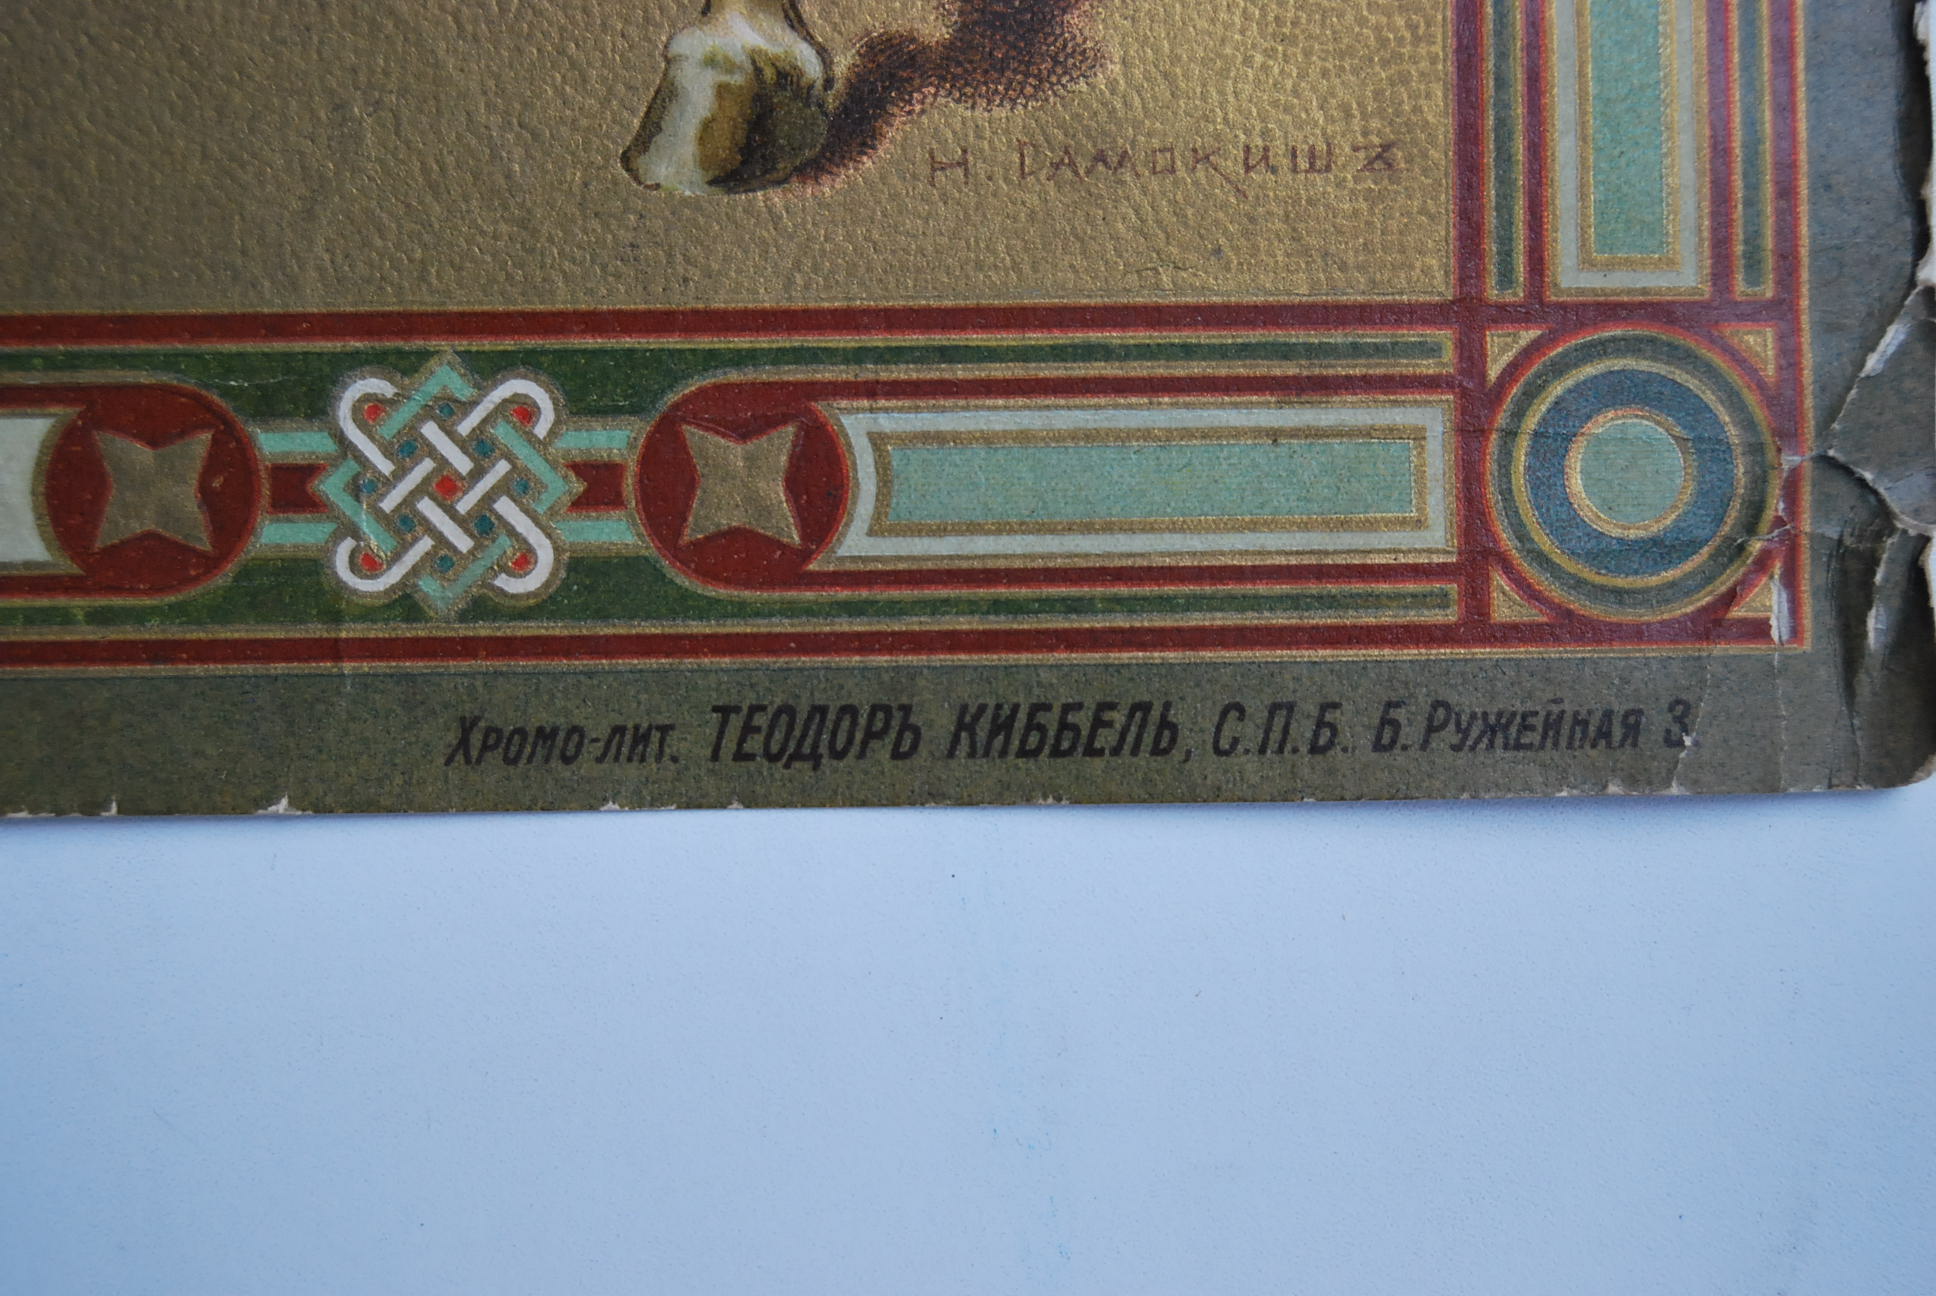 Н. САМОКИШЪ
ХРОМО-ЛИТ. ТЕОДОРЪ КИББЕЛЬ, С.П.Б. Б. РУЖЕЙНАЯ 3.